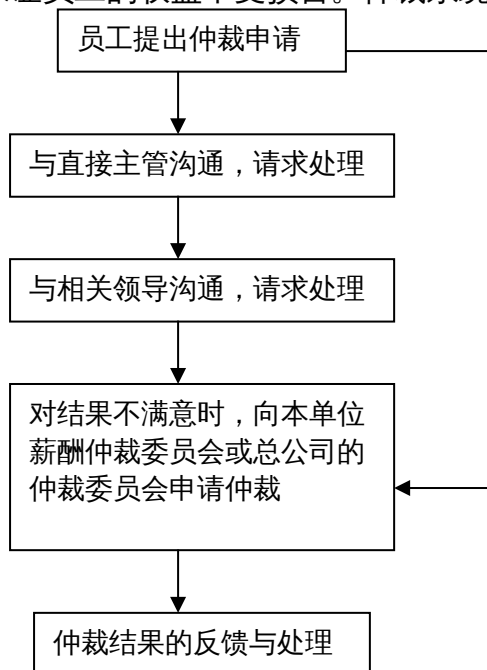 员工提出仲裁申请
与直接主管沟通，请求处理
与相关领导沟通，请求处理
对结果不满意时，向本单位
薪酬仲裁委员会或总公司的
仲裁委员会申请仲裁
仲裁结果的反馈与处理